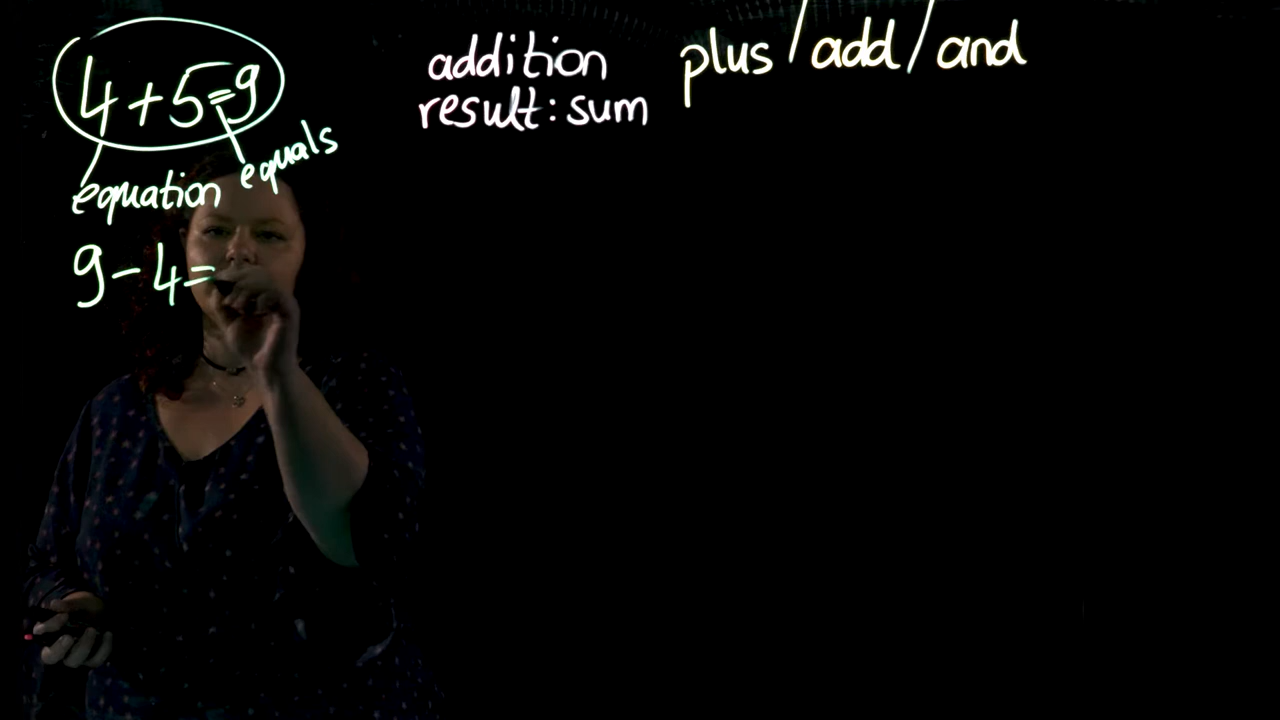 4+5=9
equals
equation
9-4=
addition
result: sum
plus / add / and